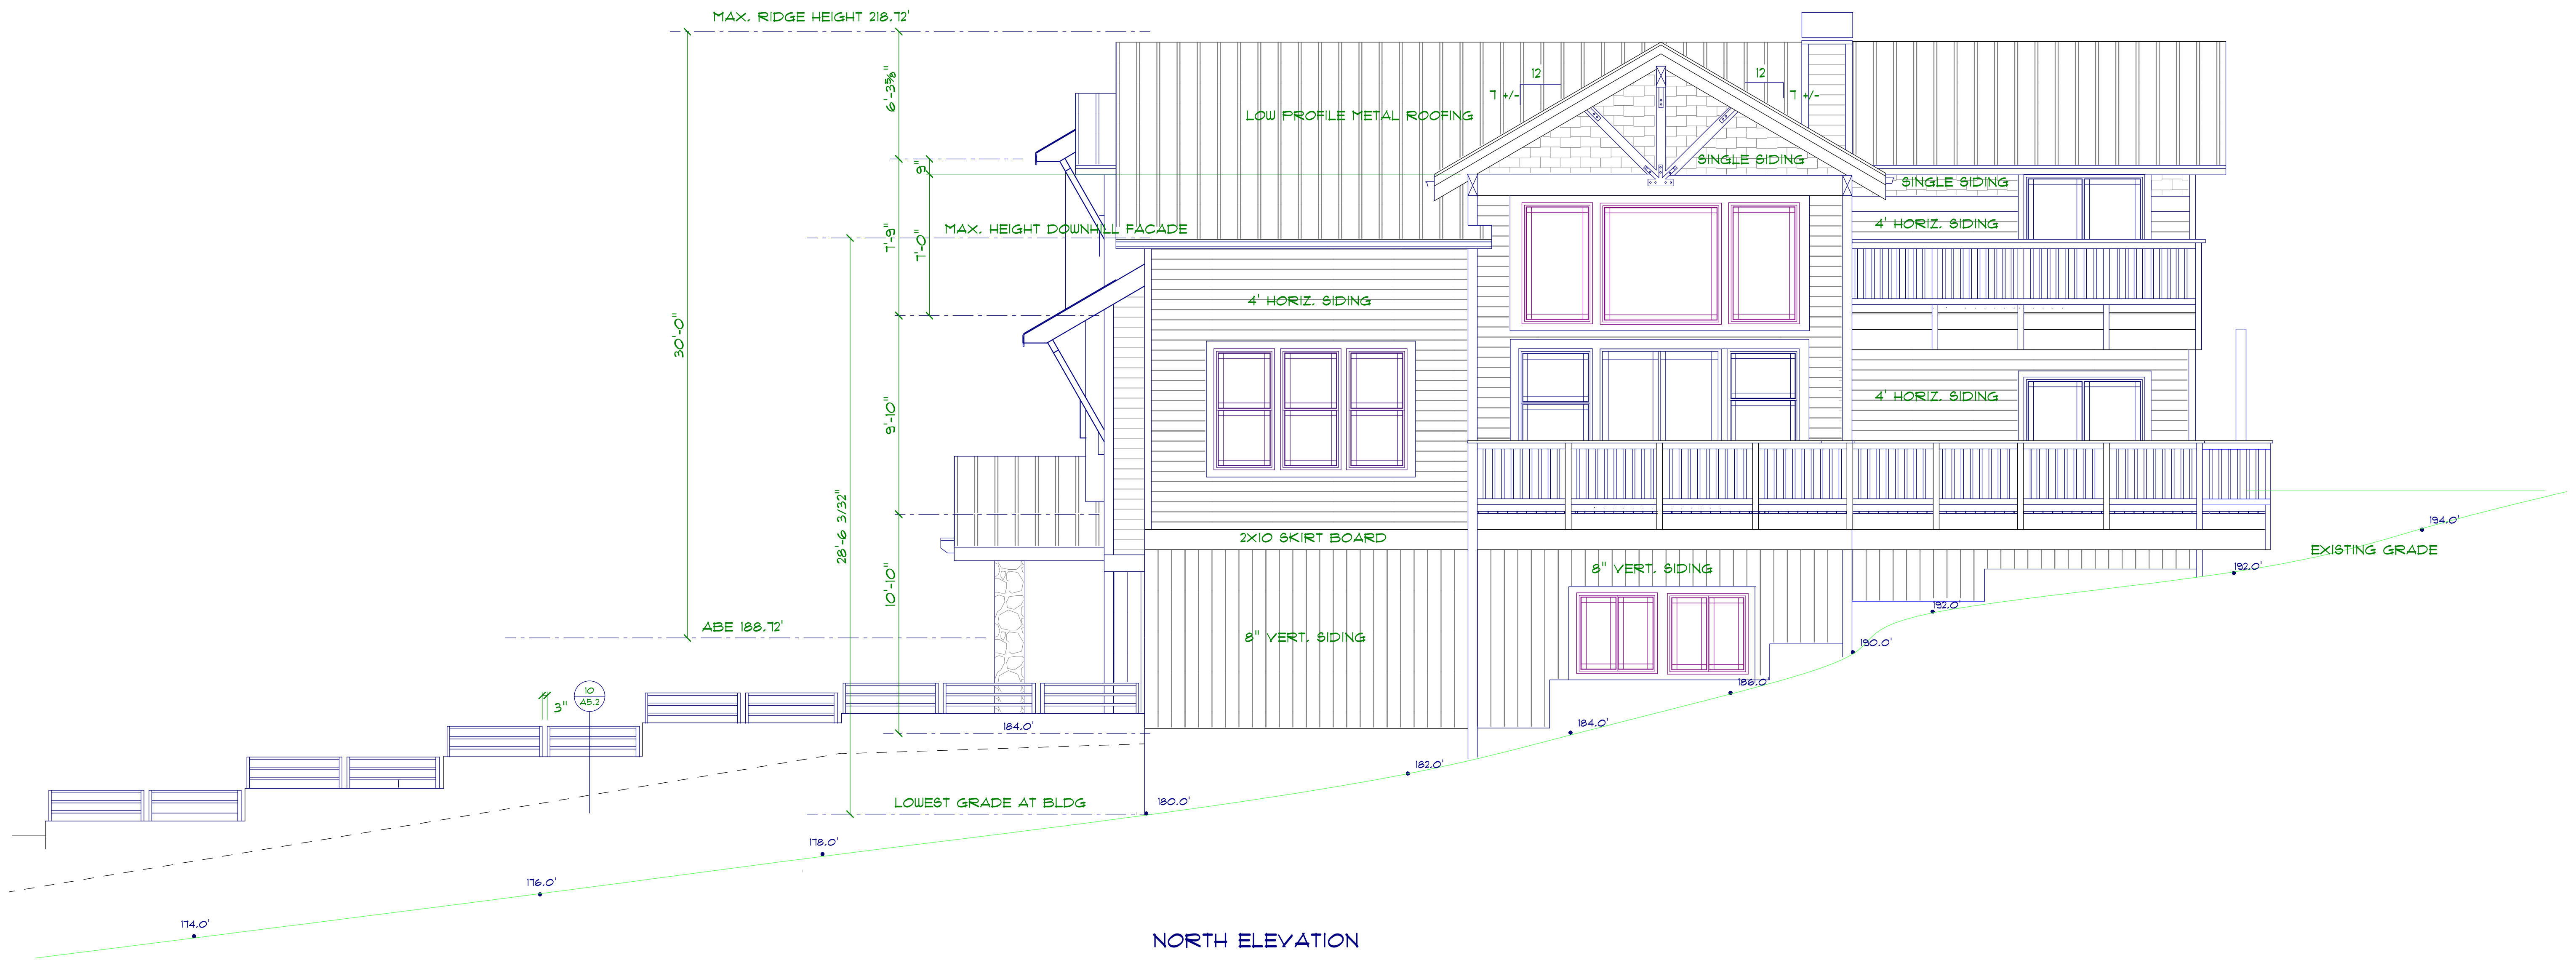 MAX. RIDGE HEIGHT 218.72'
6'-3⅝"
12
12
7 +/-
7 +/-
LOW PROFILE METAL ROOFING
SINGLE SIDING
9"
SINGLE SIDING
4' HORIZ. SIDING
MAX. HEIGHT DOWNHILL FACADE
7'-9"
7'-0"
4' HORIZ. SIDING
30'-0"
4' HORIZ. SIDING
9'-10"
28'-6 3/32"
194.0'
2X10 SKIRT BOARD
EXISTING GRADE
8" VERT. SIDING
192.0'
10'-10"
192.0'
ABE 188.72'
8" VERT. SIDING
190.0'
186.0'
10
A5.2
3"
184.0'
184.0'
182.0'
LOWEST GRADE AT BLDG
180.0'
178.0'
176.0'
174.0'
NORTH ELEVATION